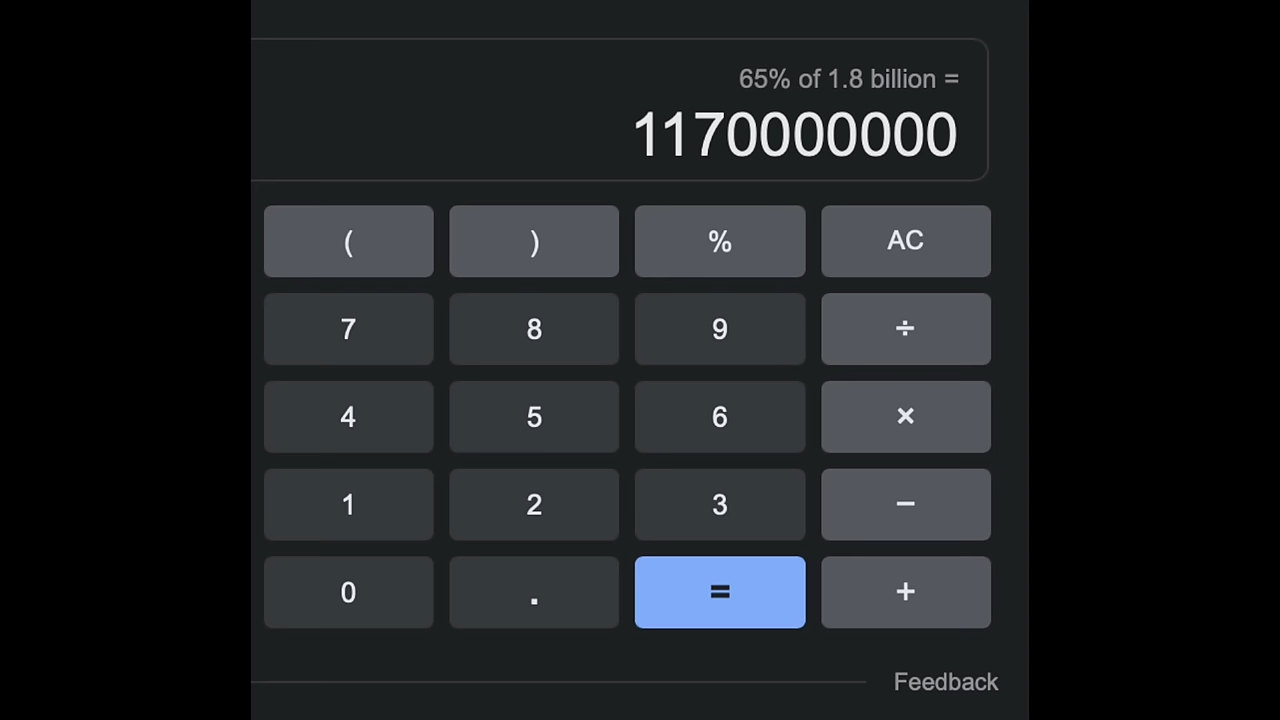 65% of 1.8 billion =
1170000000
( ) % AC
7 8 9 ÷
4 5 6 ×
1 2 3 −
0 . = +
Feedback